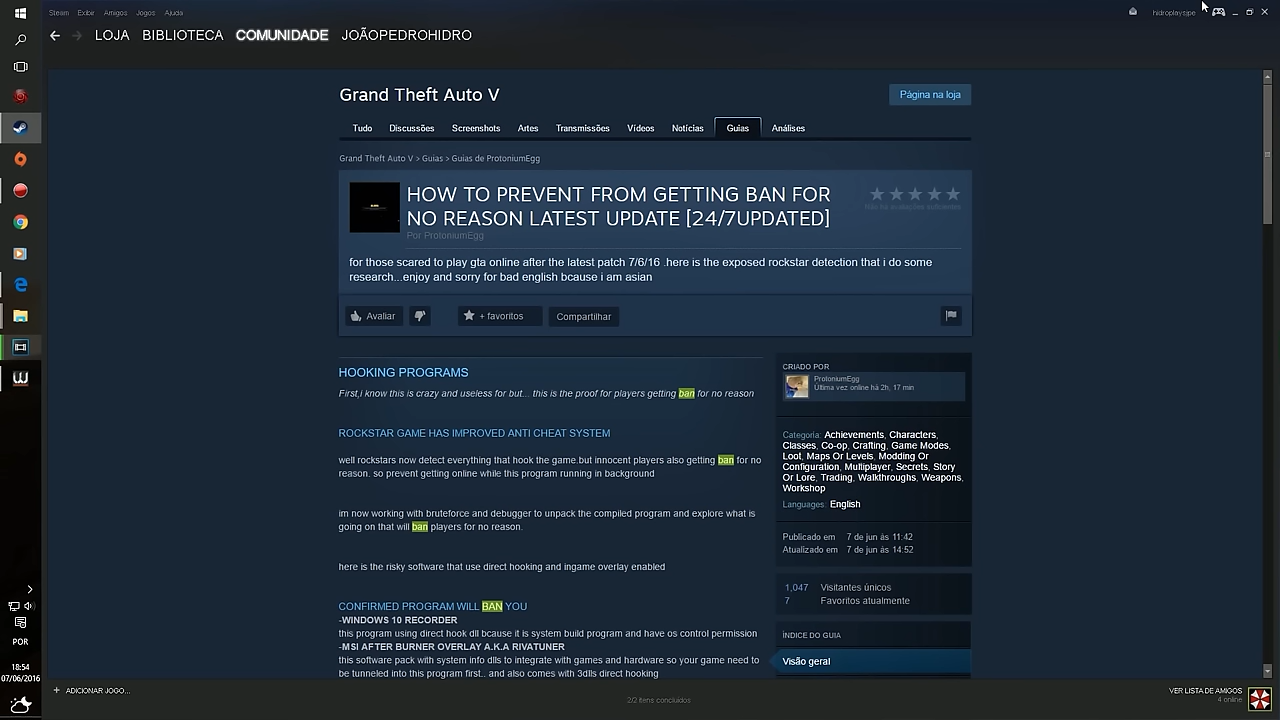 Steam Exibir Amigos Jogos Ajuda
hidroplaysjpe
LOJA BIBLIOTECA COMUNIDADE JOÃOPEDROHIDRO
Grand Theft Auto V
Página na loja
Tudo Discussões Screenshots Artes Transmissões Vídeos Notícias Guias Análises
Grand Theft Auto V > Guias > Guias de ProtoniumEgg
HOW TO PREVENT FROM GETTING BAN FOR
NO REASON LATEST UPDATE [24/7UPDATED]
Não há avaliações suficientes
Por ProtoniumEgg
for those scared to play gta online after the latest patch 7/6/16 .here is the exposed rockstar detection that i do some
research...enjoy and sorry for bad english bcause i am asian
Avaliar + favoritos Compartilhar
HOOKING PROGRAMS
First,i know this is crazy and useless for but... this is the proof for players getting ban for no reason
ROCKSTAR GAME HAS IMPROVED ANTI CHEAT SYSTEM
well rockstars now detect everything that hook the game.but innocent players also getting ban for no
reason. so prevent getting online while this program running in background
im now working with bruteforce and debugger to unpack the compiled program and explore what is
going on that will ban players for no reason.
here is the risky software that use direct hooking and ingame overlay enabled
CONFIRMED PROGRAM WILL BAN YOU
-WINDOWS 10 RECORDER
this program using direct hook dll bcause it is system build program and have os control permission
-MSI AFTER BURNER OVERLAY A.K.A RIVATUNER
this software pack with system info dlls to integrate with games and hardware so your game need to
be tunneled into this program first.. and also comes with 3dlls direct hooking
CRIADO POR
ProtoniumEgg
Última vez online há 2h, 17 min
Categoria: Achievements, Characters,
Classes, Co-op, Crafting, Game Modes,
Loot, Maps Or Levels, Modding Or
Configuration, Multiplayer, Secrets, Story
Or Lore, Trading, Walkthroughs, Weapons,
Workshop
Languages: English
Publicado em 7 de jun às 11:42
Atualizado em 7 de jun às 14:52
1,047 Visitantes únicos
7 Favoritos atualmente
ÍNDICE DO GUIA
Visão geral
POR
18:54
07/06/2016
+ ADICIONAR JOGO...
2/2 itens concluídos
VER LISTA DE AMIGOS
4 online